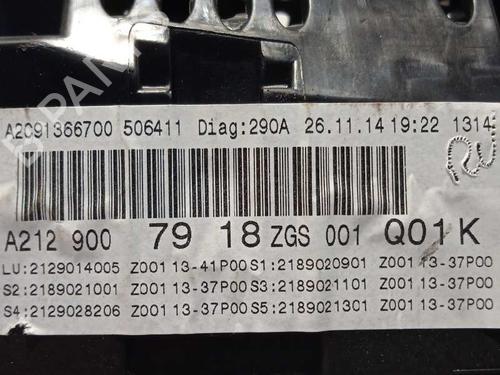 A2C91366700 506411 Diag:290A 26.11.14 19:22 1314
A212 900 79 18 ZGS 001 Q01K
LU:2129014005 Z001 13-41P00 S1:2189020901 Z001 13-37P00
S2:2189021001 Z001 13-37P00 S3:2189021101 Z001 13-37P00
S4:2129028206 Z001 13-37P00 S5:2189021301 Z001 13-37P00
B-PARTS